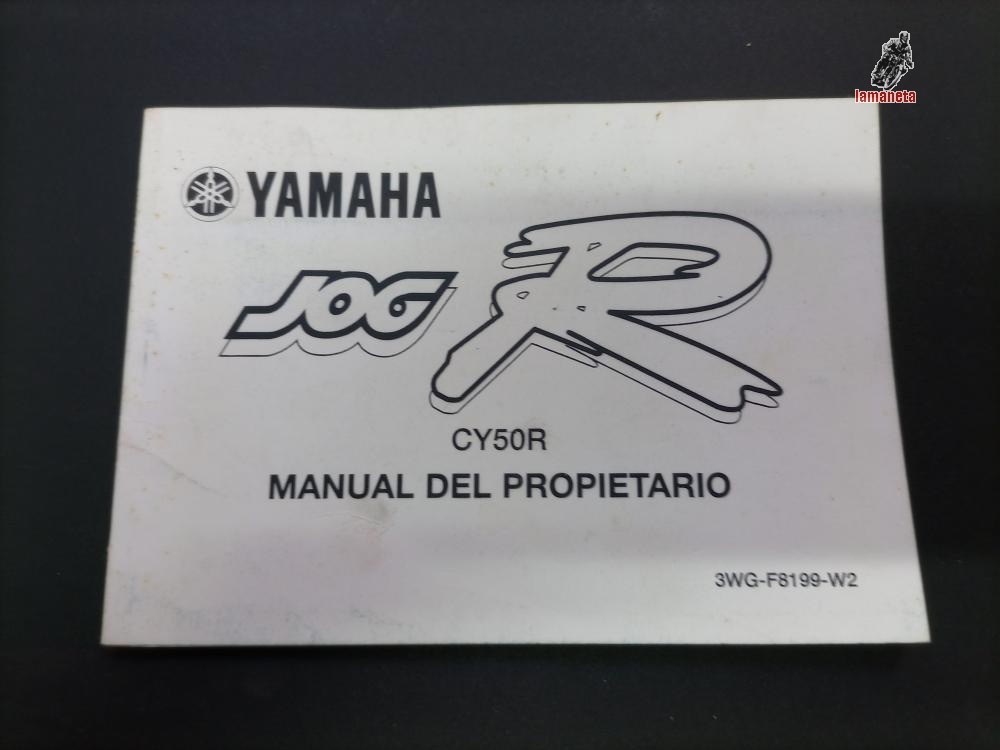 lamaneta
YAMAHA
JOG R
CY50R
MANUAL DEL PROPIETARIO
3WG-F8199-W2